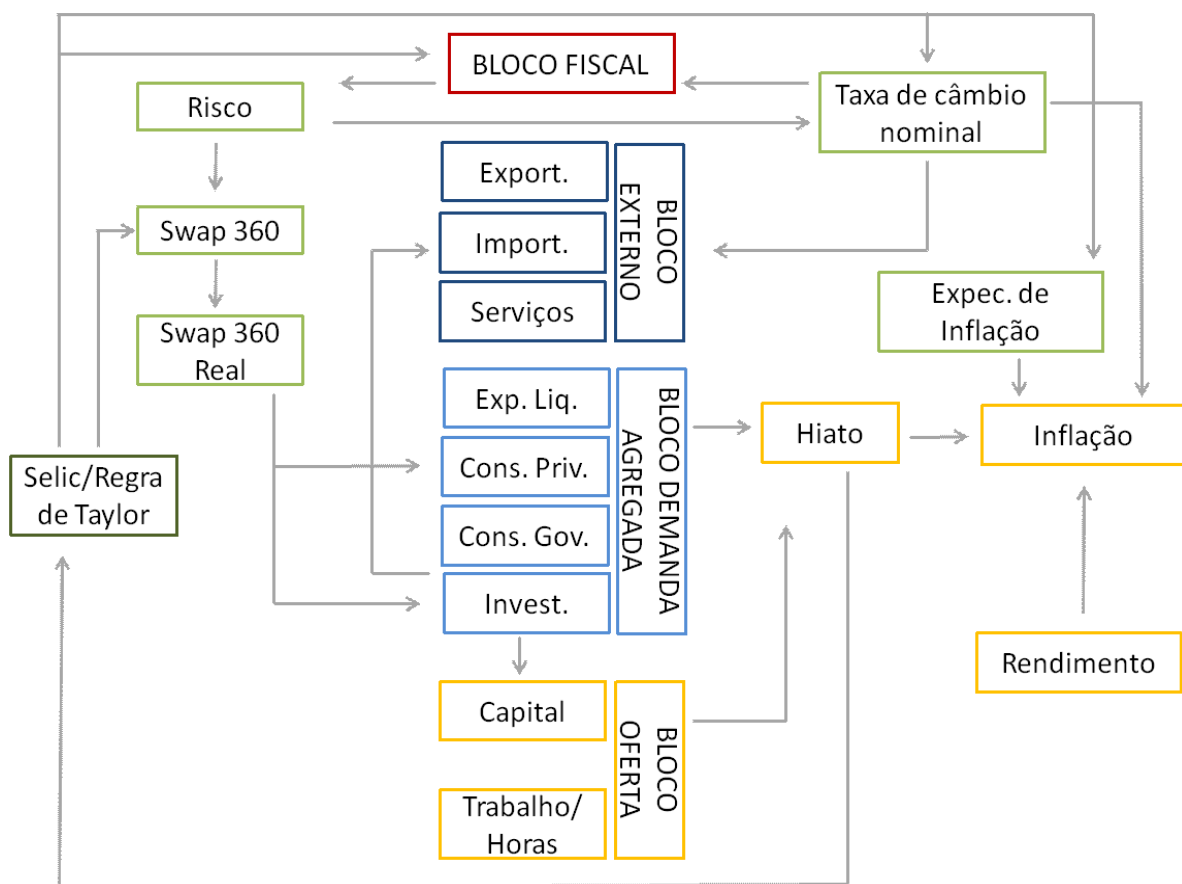 BLOCO FISCAL
Risco
Taxa de câmbio
nominal
Export.
Import.
Serviços
BLOCO
EXTERNO
Swap 360
Swap 360
Real
Expec. de
Inflação
Exp. Liq.
Cons. Priv.
Cons. Gov.
Invest.
BLOCO DEMANDA
AGREGADA
Hiato
Inflação
Selic/Regra
de Taylor
Rendimento
Capital
Trabalho/
Horas
BLOCO
OFERTA